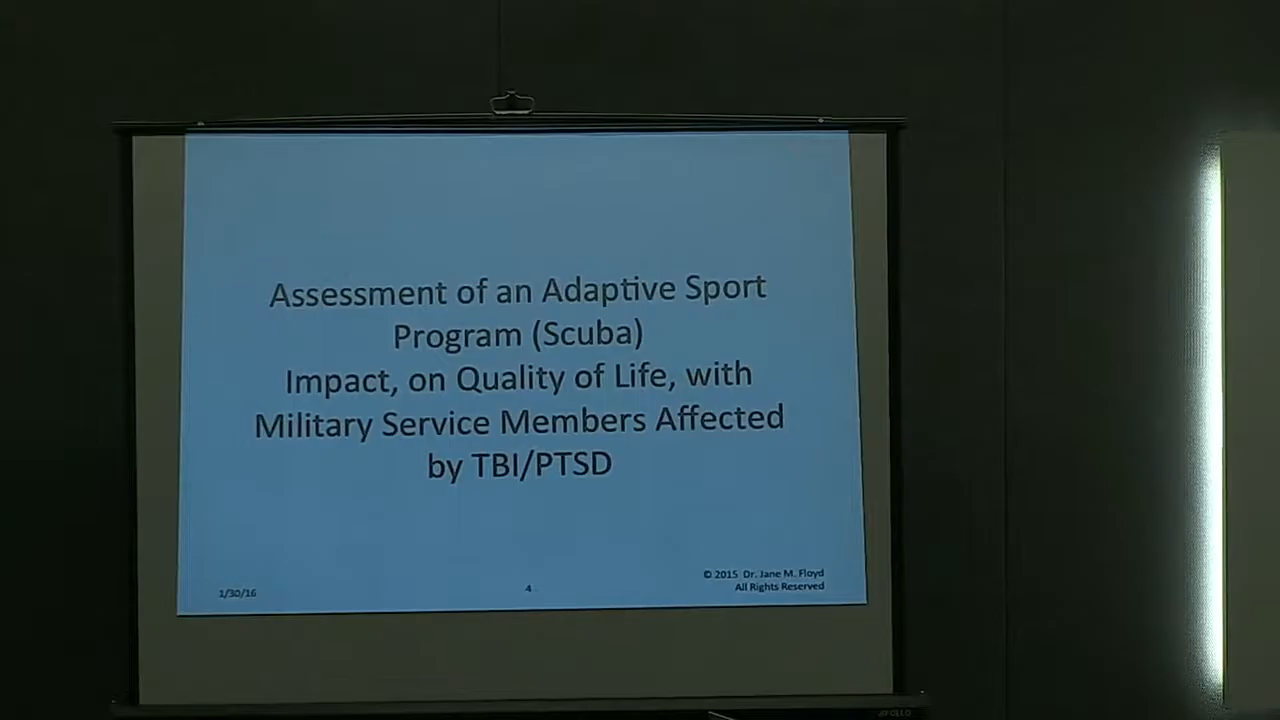 Assessment of an Adaptive Sport
Program (Scuba)
Impact, on Quality of Life, with
Military Service Members Affected
by TBI/PTSD
1/30/16
4
© 2015 Dr. Jane M. Floyd
All Rights Reserved